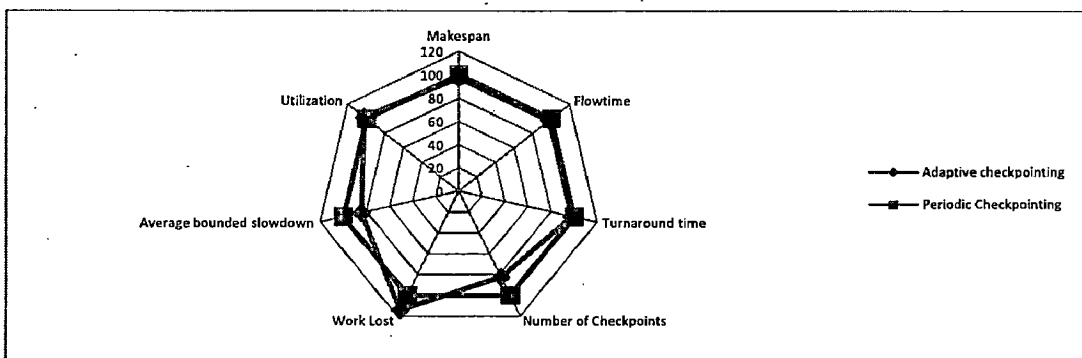 Makespan
120
100
80
60
40
20
0
Utilization
Flowtime
Average bounded slowdown
Turnaround time
Work Lost
Number of Checkpoints
Adaptive checkpointing
Periodic Checkpointing